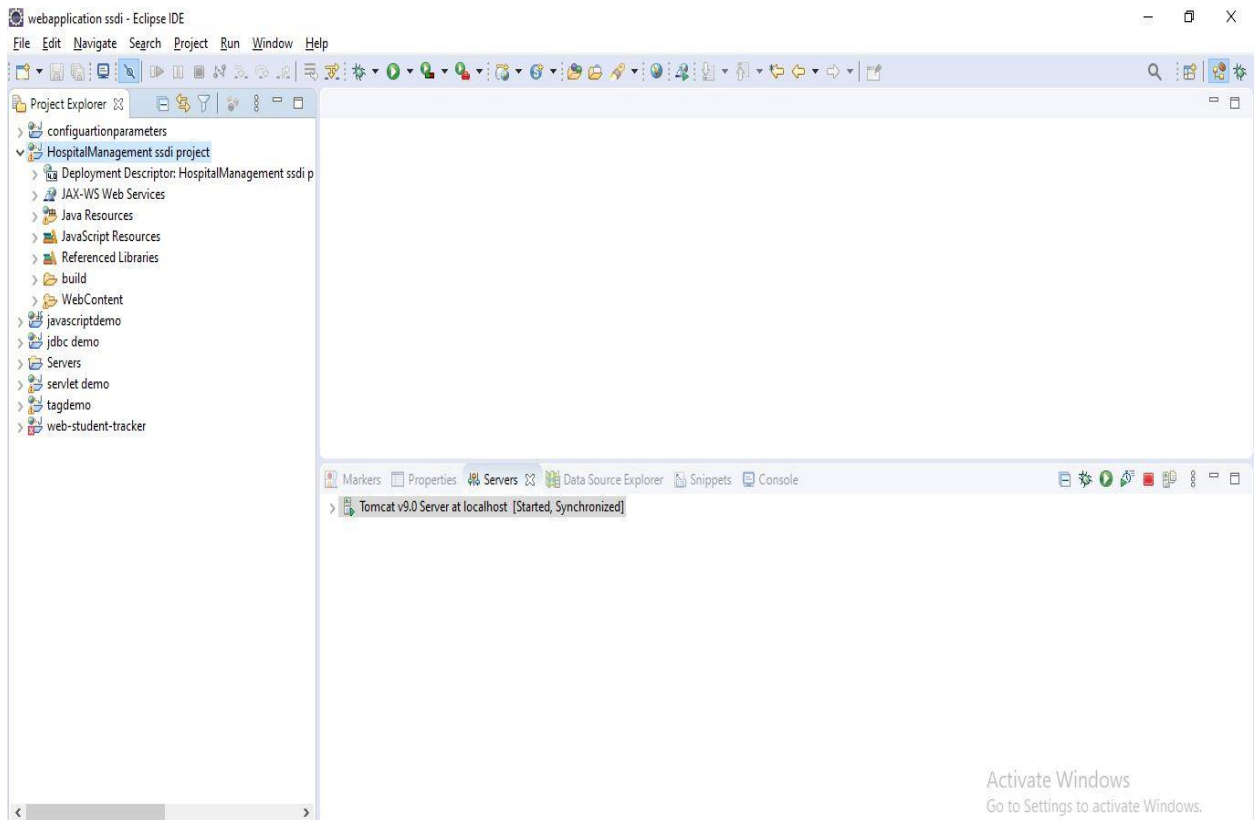 webapplication ssdi - Eclipse IDE
File Edit Navigate Search Project Run Window Help
Project Explorer
configuartionparameters
HospitalManagement ssdi project
Deployment Descriptor: HospitalManagement ssdi p
JAX-WS Web Services
Java Resources
JavaScript Resources
Referenced Libraries
build
WebContent
javascriptdemo
jdbc demo
Servers
servlet demo
tagdemo
web-student-tracker
Markers Properties Servers Data Source Explorer Snippets Console
Tomcat v9.0 Server at localhost [Started, Synchronized]
Activate Windows
Go to Settings to activate Windows.